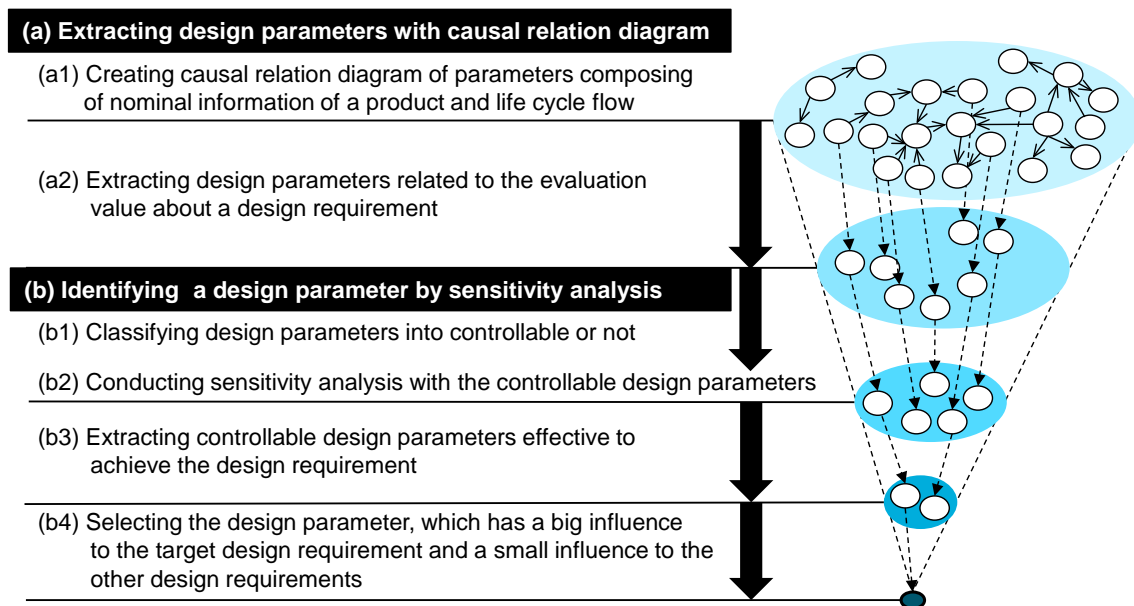 (a) Extracting design parameters with causal relation diagram
(a1) Creating causal relation diagram of parameters composing
of nominal information of a product and life cycle flow
(a2) Extracting design parameters related to the evaluation
value about a design requirement
(b) Identifying a design parameter by sensitivity analysis
(b1) Classifying design parameters into controllable or not
(b2) Conducting sensitivity analysis with the controllable design parameters
(b3) Extracting controllable design parameters effective to
achieve the design requirement
(b4) Selecting the design parameter, which has a big influence
to the target design requirement and a small influence to the
other design requirements